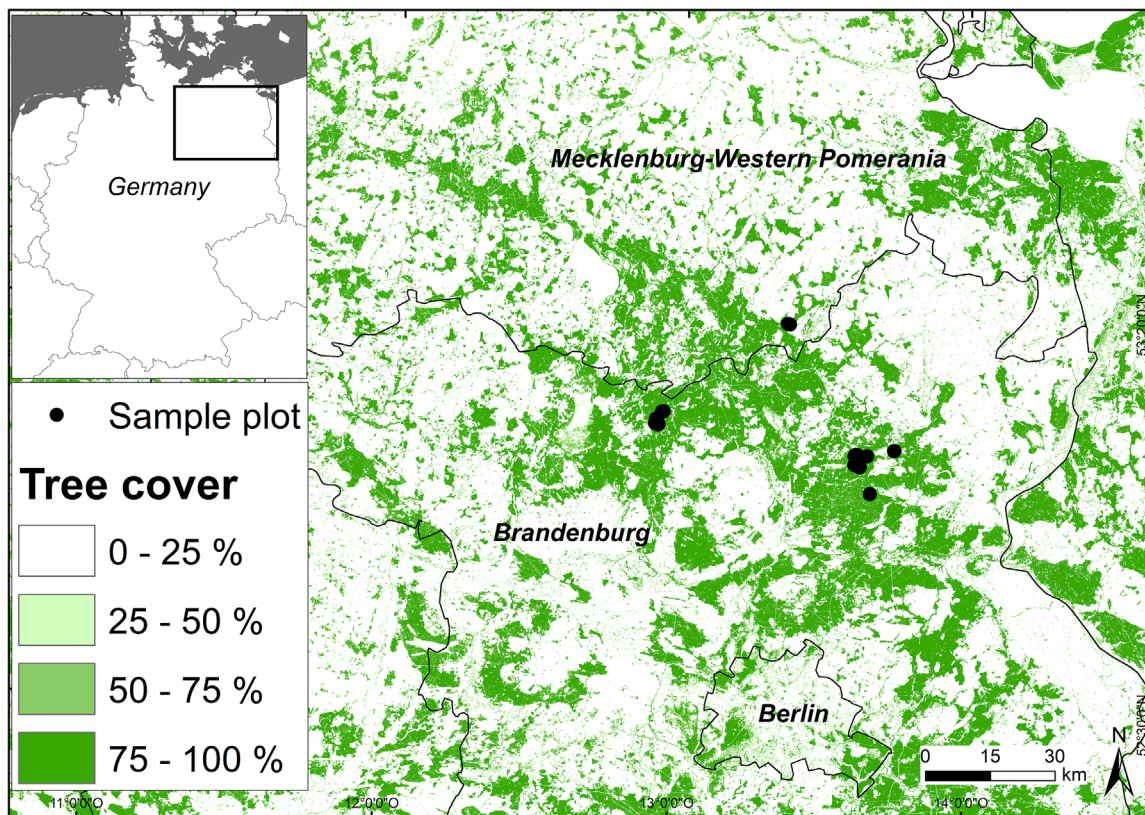 Germany
Mecklenburg-Western Pomerania
Sample plot
Tree cover
0 - 25 %
25 - 50 %
50 - 75 %
75 - 100 %
Brandenburg
Berlin
N
0 15 30
km
11°0'0"O
12°0'0"O
13°0'0"O
14°0'0"O